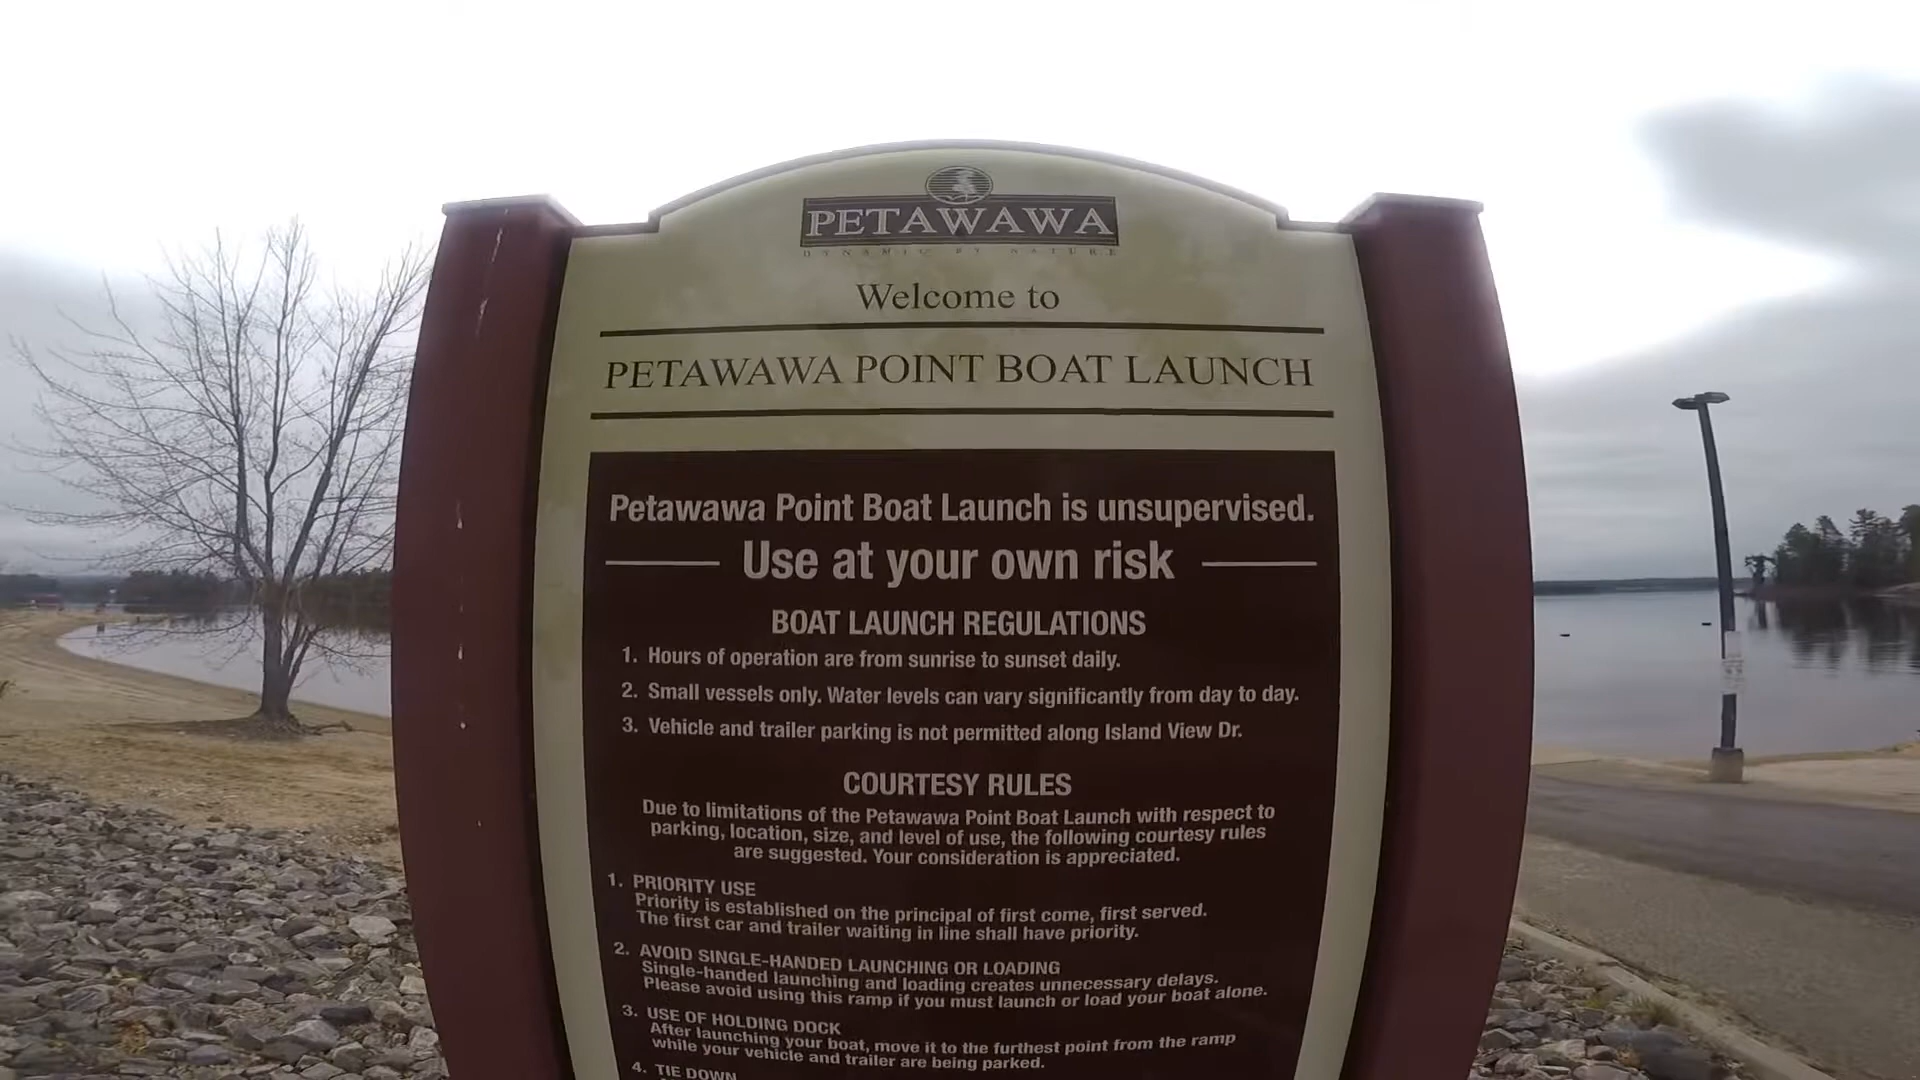 PETAWAWA
DYNAMIC BY NATURE
Welcome to
PETAWAWA POINT BOAT LAUNCH
Petawawa Point Boat Launch is unsupervised.
Use at your own risk
BOAT LAUNCH REGULATIONS
1. Hours of operation are from sunrise to sunset daily.
2. Small vessels only. Water levels can vary significantly from day to day.
3. Vehicle and trailer parking is not permitted along Island View Dr.
COURTESY RULES
Due to limitations of the Petawawa Point Boat Launch with respect to
parking, location, size, and level of use, the following courtesy rules
are suggested. Your consideration is appreciated.
1. PRIORITY USE
Priority is established on the principal of first come, first served.
The first car and trailer waiting in line shall have priority.
2. AVOID SINGLE-HANDED LAUNCHING OR LOADING
Single-handed launching and loading creates unnecessary delays.
Please avoid using this ramp if you must launch or load your boat alone.
3. USE OF HOLDING DOCK
After launching your boat, move it to the furthest point from the ramp
while your vehicle and trailer are being parked.
4. TIE DOWN